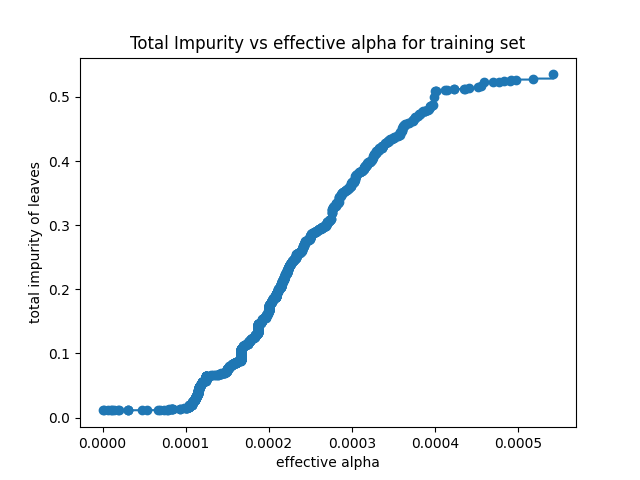 Total Impurity vs effective alpha for training set
total impurity of leaves
0.5
0.4
0.3
0.2
0.1
0.0
0.0000 0.0001 0.0002 0.0003 0.0004 0.0005
effective alpha